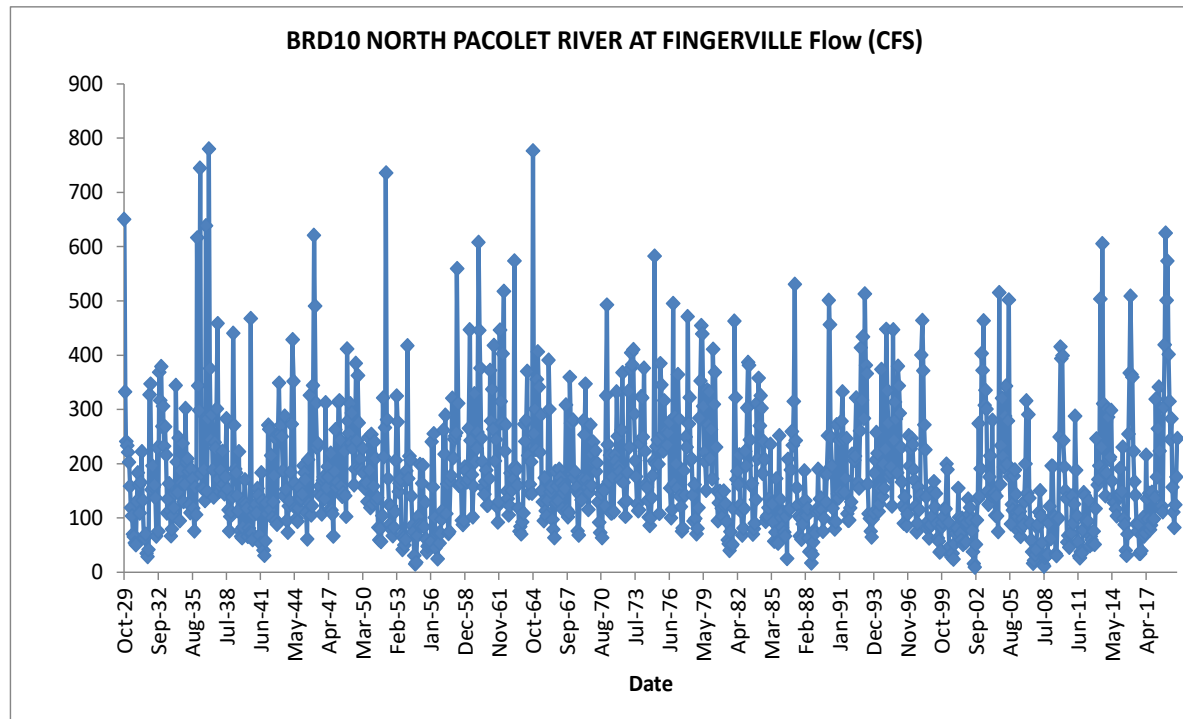 BRD10 NORTH PACOLET RIVER AT FINGERVILLE Flow (CFS)
900
800
700
600
500
400
300
200
100
0
Oct-29
Sep-32
Aug-35
Jul-38
Jun-41
May-44
Apr-47
Mar-50
Feb-53
Jan-56
Dec-58
Nov-61
Oct-64
Sep-67
Aug-70
Jul-73
Jun-76
May-79
Apr-82
Mar-85
Feb-88
Jan-91
Dec-93
Nov-96
Oct-99
Sep-02
Aug-05
Jul-08
Jun-11
May-14
Apr-17
Date